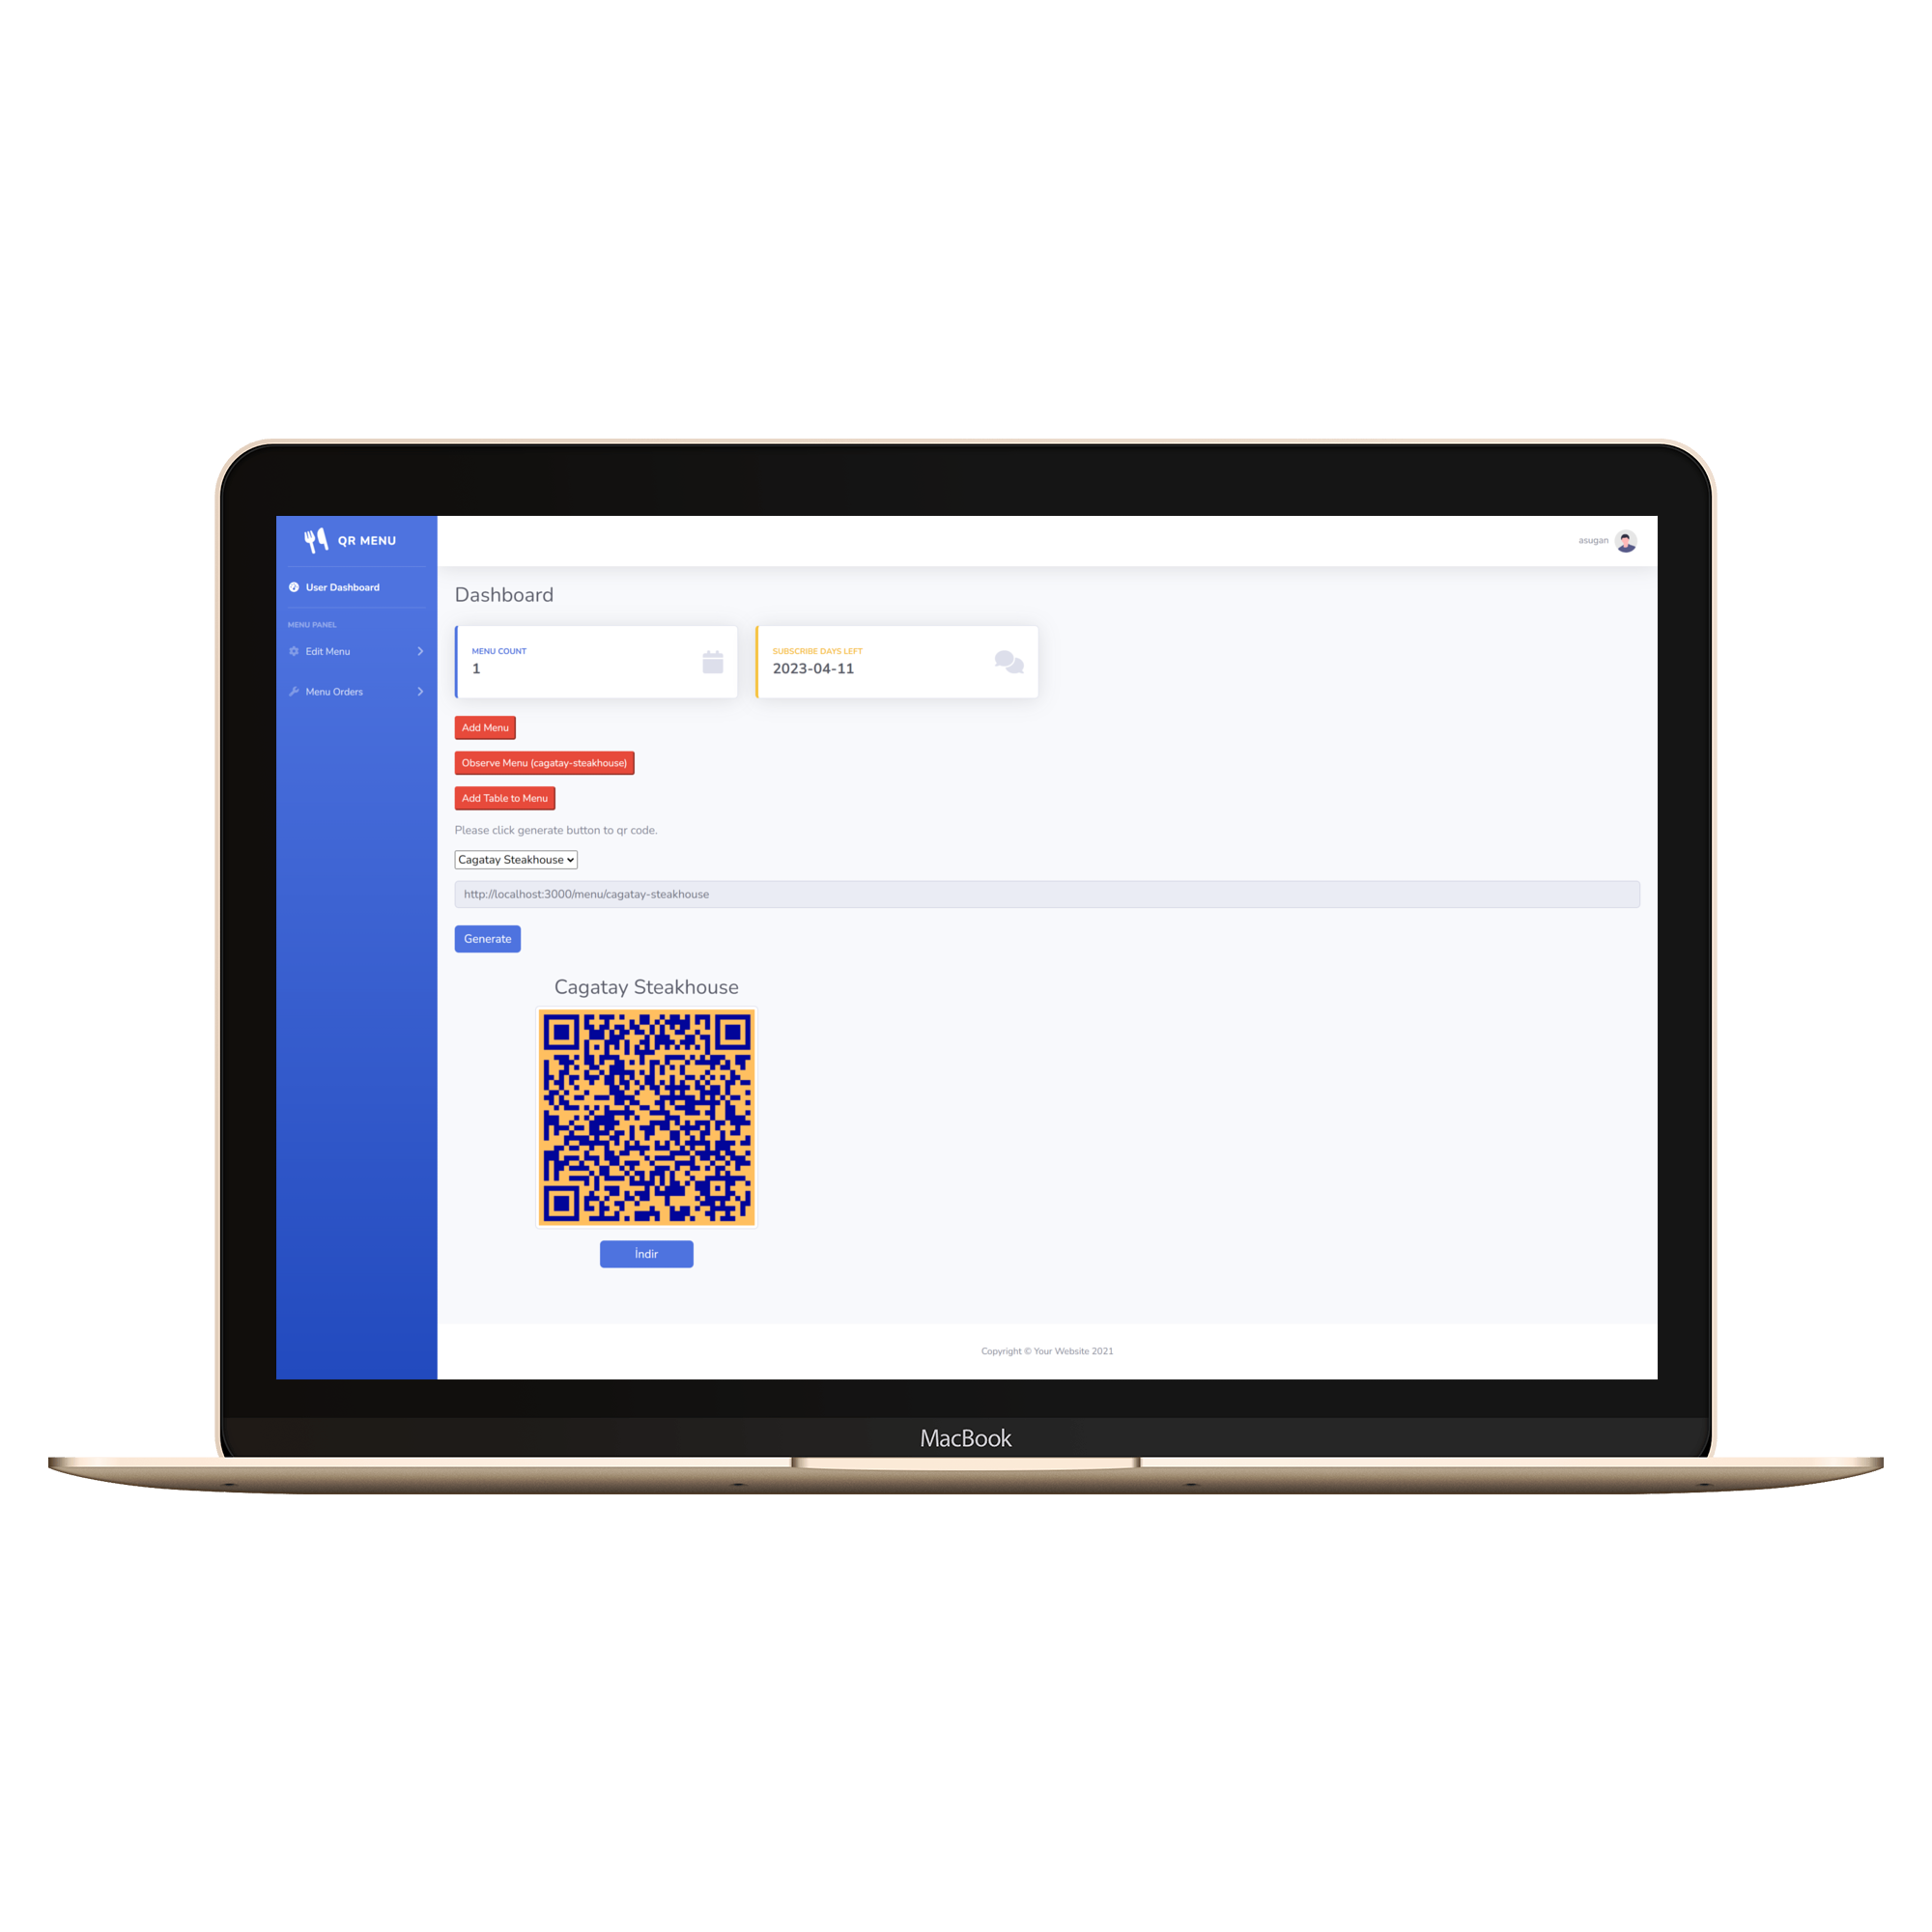 QR MENU
asugan
User Dashboard
MENU PANEL
Edit Menu
Menu Orders
Dashboard
MENU COUNT
1
SUBSCRIBE DAYS LEFT
2023-04-11
Add Menu
Observe Menu (cagatay-steakhouse)
Add Table to Menu
Please click generate button to qr code.
Cagatay Steakhouse
http://localhost:3000/menu/cagatay-steakhouse
Generate
Cagatay Steakhouse
İndir
Copyright © Your Website 2021
MacBook